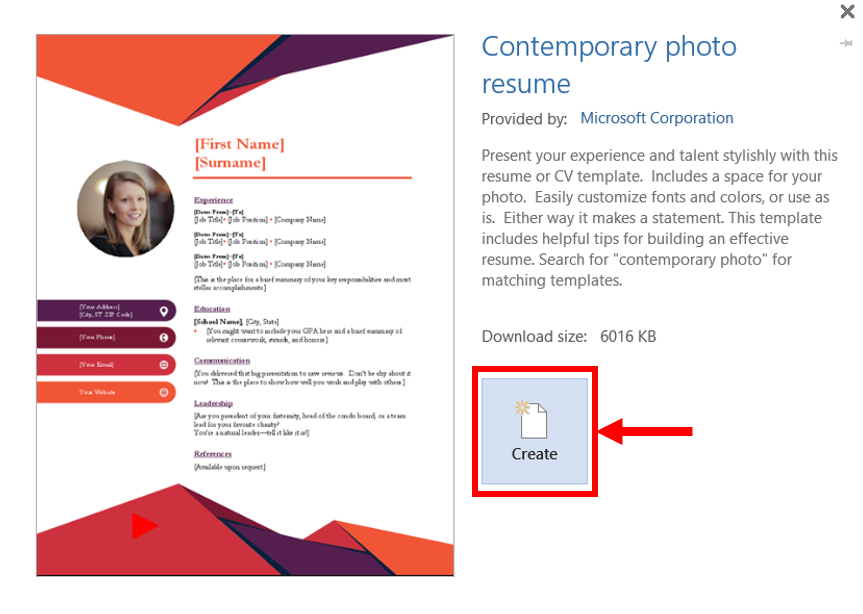 Contemporary photo
resume
Provided by: Microsoft Corporation
Present your experience and talent stylishly with this
resume or CV template. Includes a space for your
photo. Easily customize fonts and colors, or use as
is. Either way it makes a statement. This template
includes helpful tips for building an effective
resume. Search for "contemporary photo" for
matching templates.
Download size: 6016 KB
Create
[First Name]
[Surname]
Experience
[Dates From]–[To]
[Job Title] • [Job Position] • [Company Name]
[Dates From]–[To]
[Job Title] • [Job Position] • [Company Name]
[Dates From]–[To]
[Job Title] • [Job Position] • [Company Name]
[This is the place for a brief summary of your key responsibilities and most
stellar accomplishments.]
Education
[School Name], [City, State]
• [You might want to include your GPA here and a brief summary of
relevant coursework, awards, and honors.]
Communication
[You delivered that big presentation to rave reviews. Don't be shy about it
now! This is the place to show how well you work and play with others.]
Leadership
[Are you president of your fraternity, head of the condo board, or a team
lead for your favorite charity?
You're a natural leader—tell it like it is!]
References
[Available upon request]
[Your Address]
[City, ST ZIP Code]
[Your Phone]
[Your Email]
Your Website